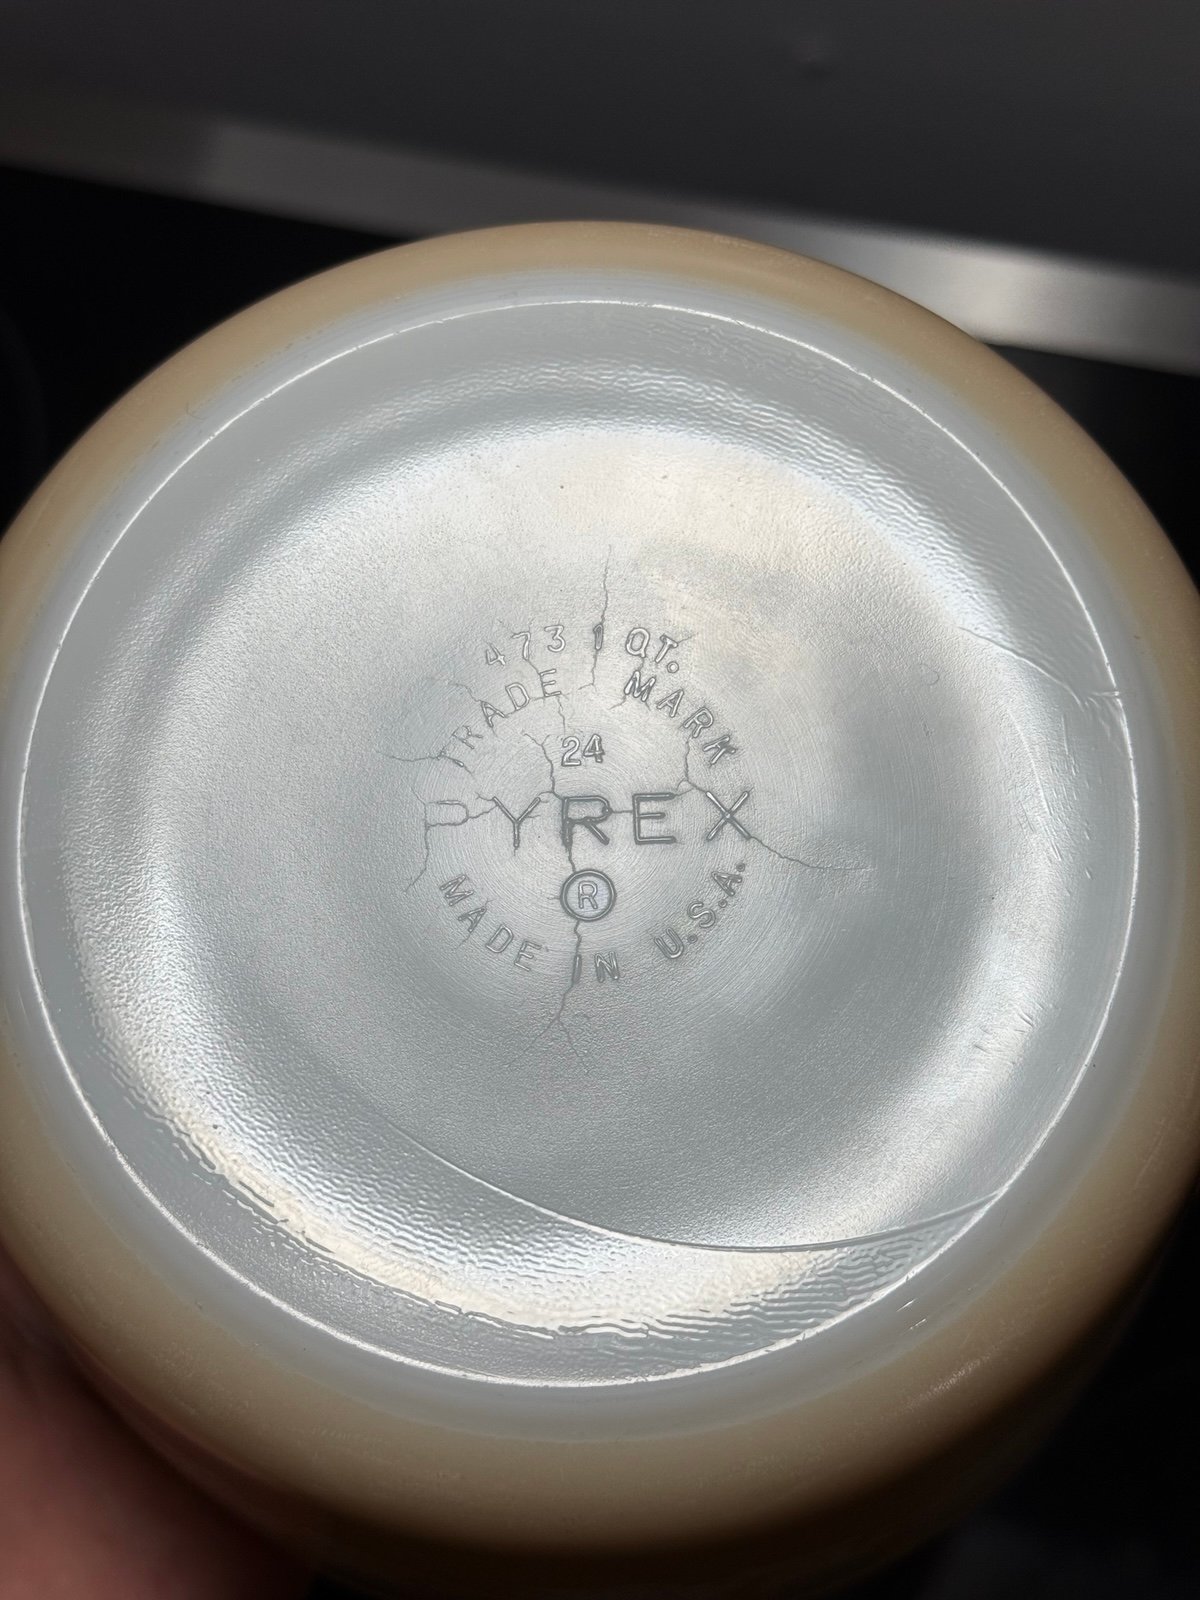 473 1 QT.
TRADE MARK
24
U PYREX
®
MADE IN U.S.A.